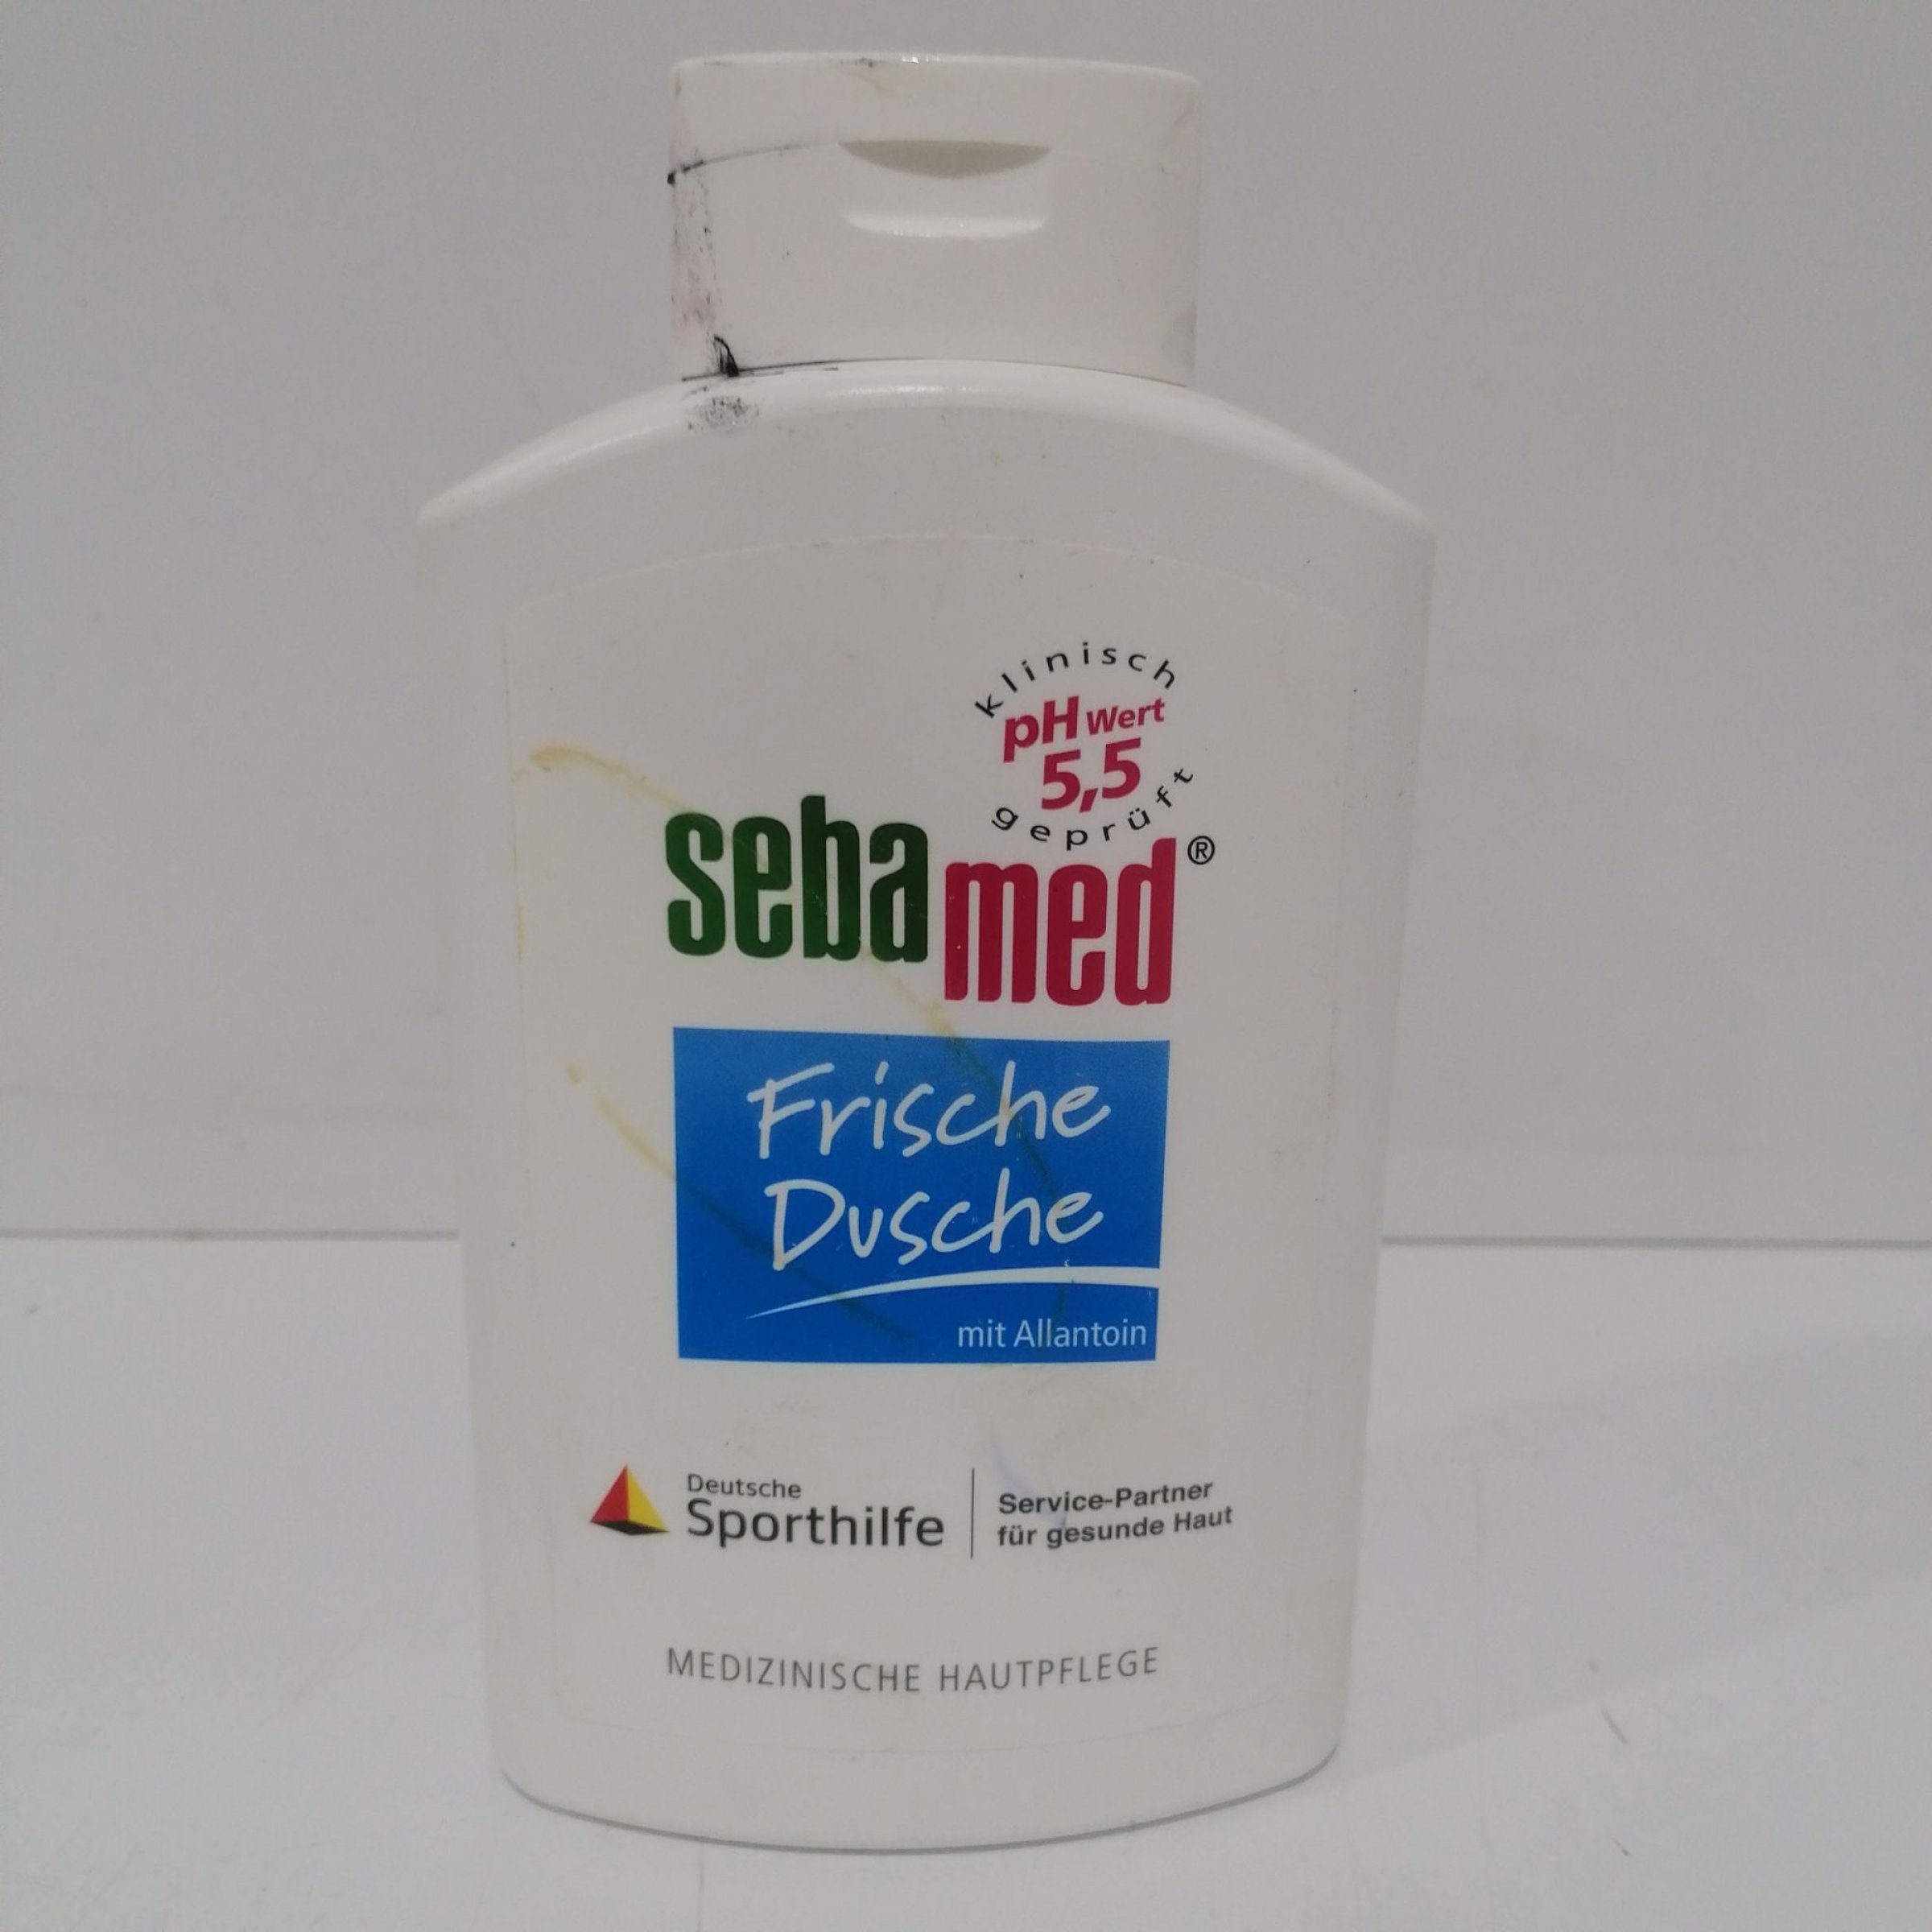 klinisch
pH Wert
5,5
geprüft
sebamed®
Frische
Dusche
mit Allantoin
Deutsche
Sporthilfe
Service-Partner
für gesunde Haut
MEDIZINISCHE HAUTPFLEGE